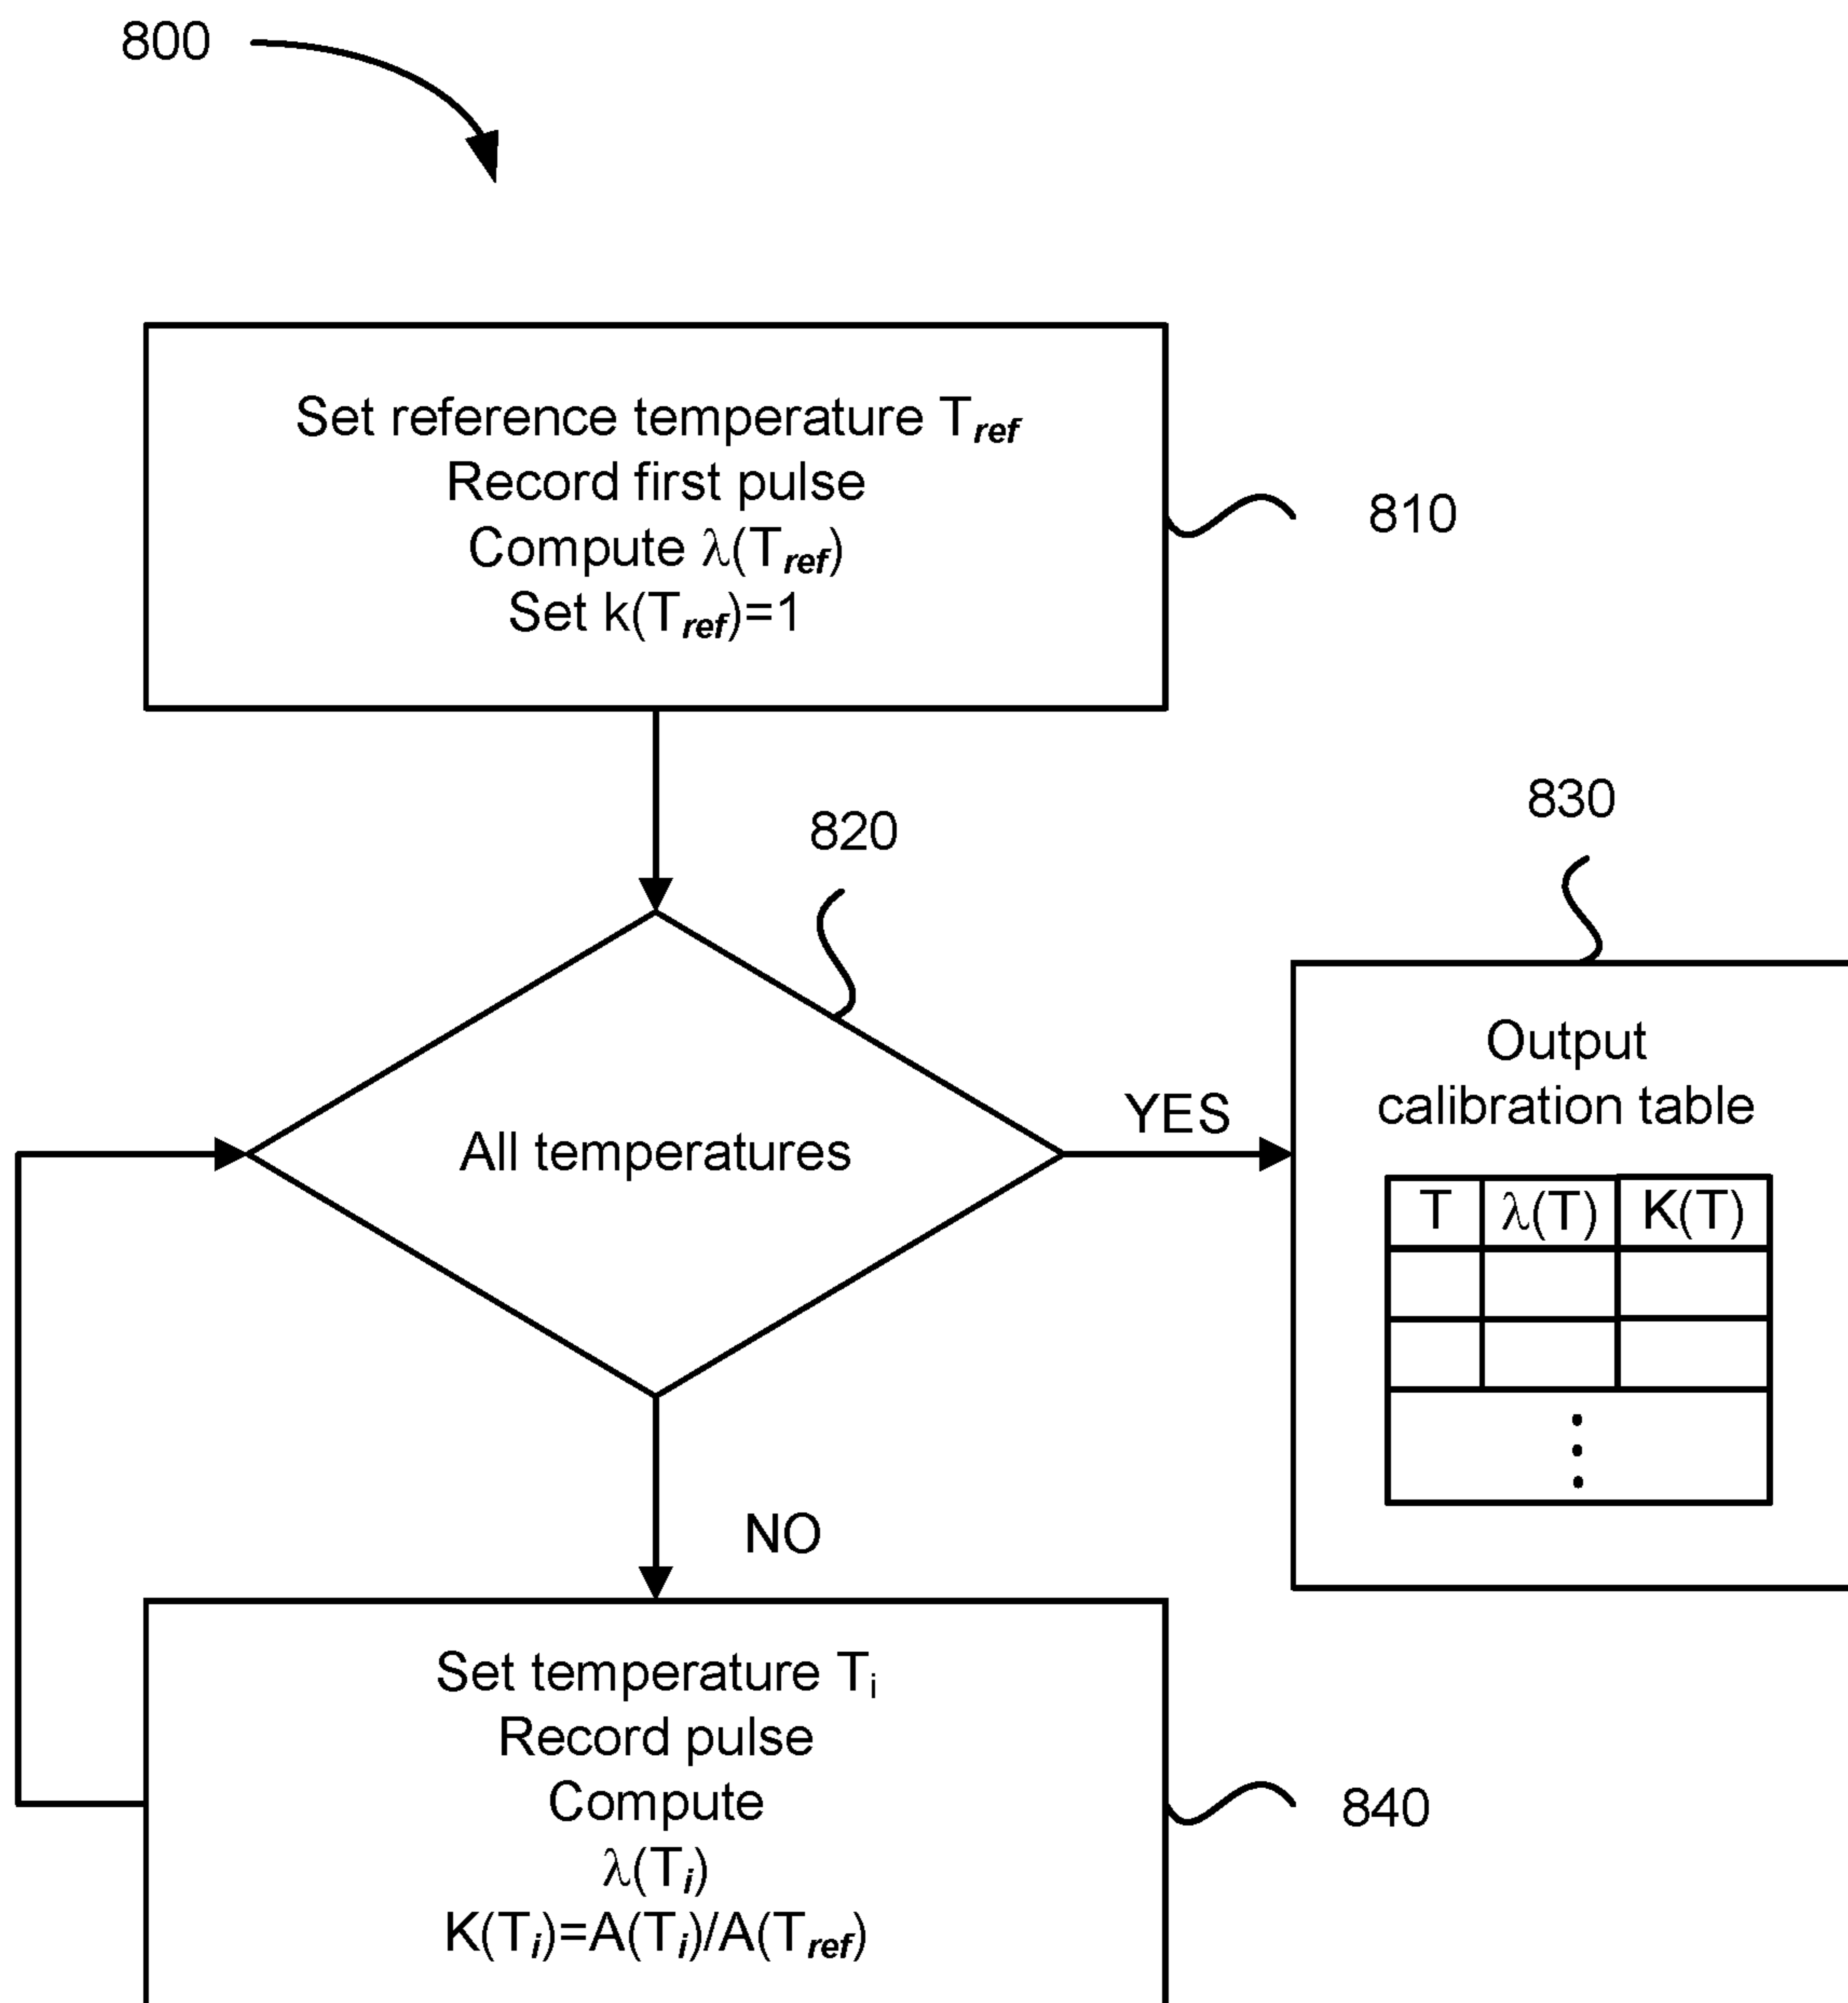 800
Set reference temperature Tref
Record first pulse
Compute λ(Tref)
Set k(Tref)=1
810
820
830
All temperatures
YES
Output
calibration table
T λ(T) K(T)
NO
Set temperature Ti
Record pulse
Compute
λ(Ti)
K(Ti)=A(Ti)/A(Tref)
840